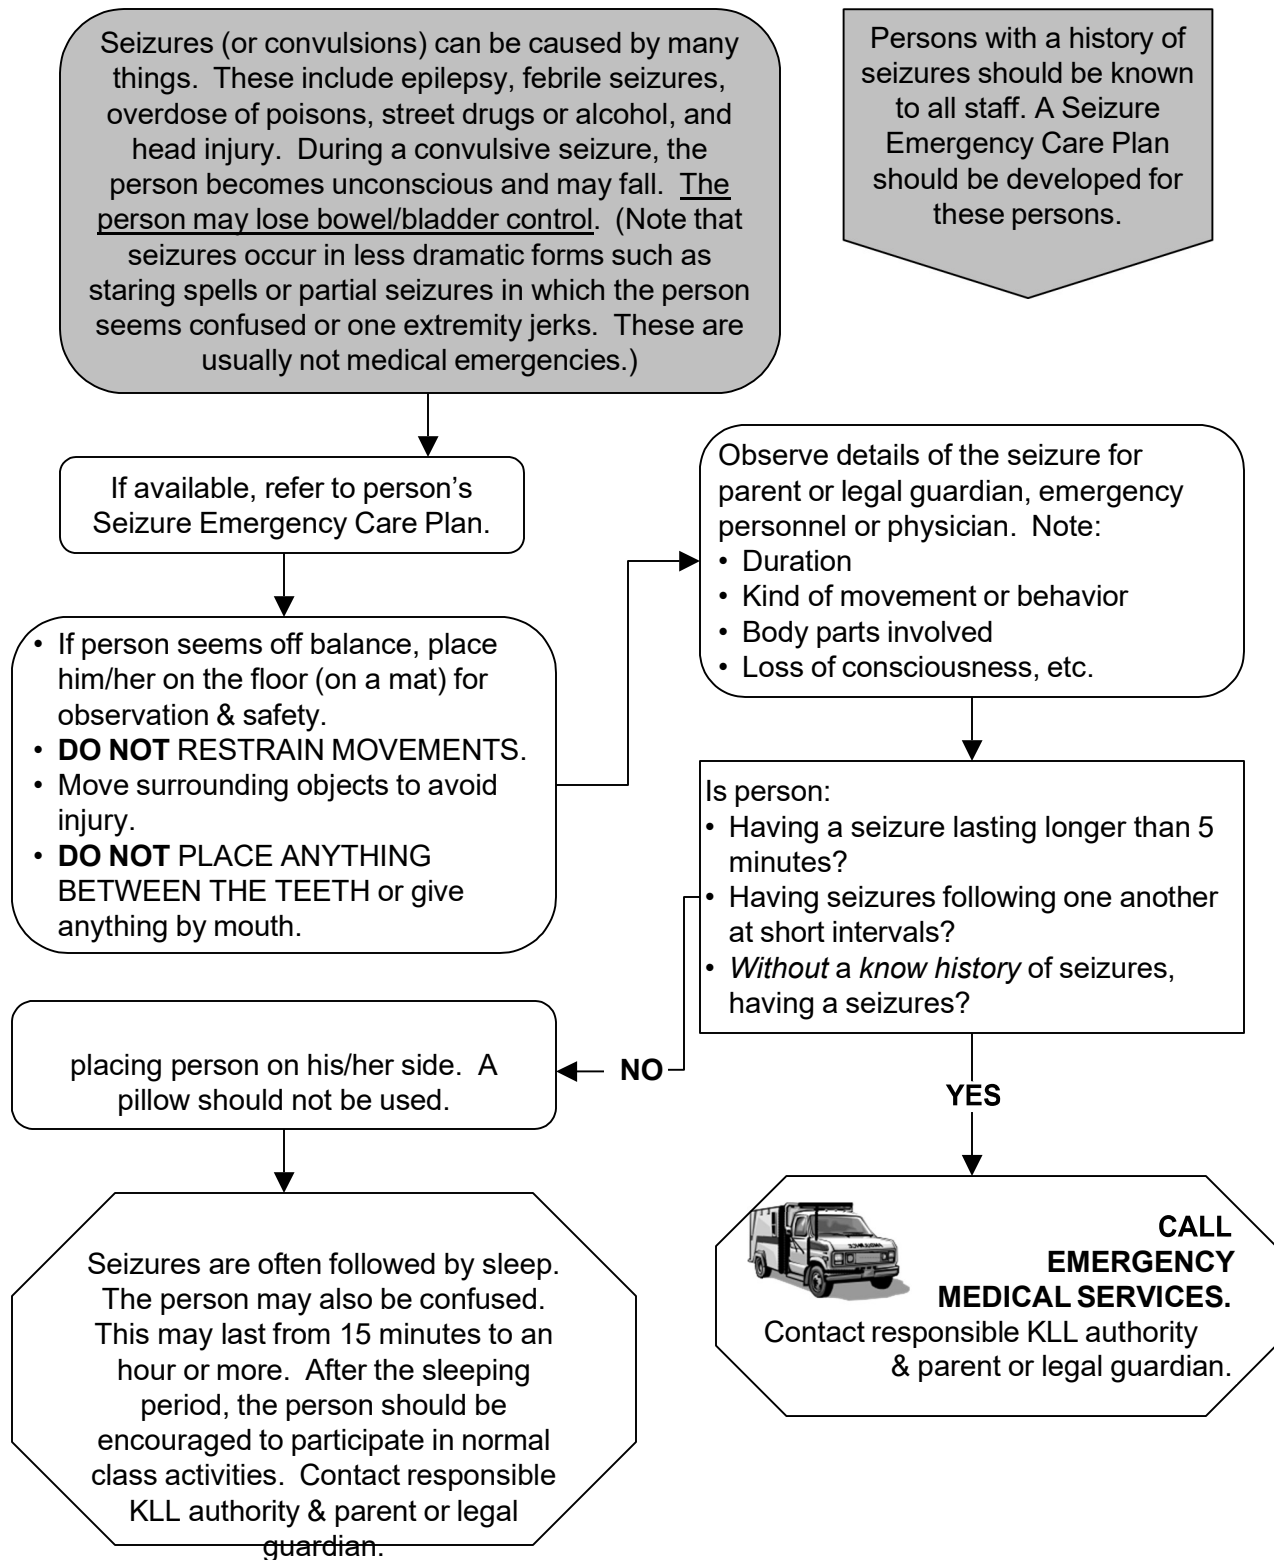 Seizures (or convulsions) can be caused by many
things.  These include epilepsy, febrile seizures,
overdose of poisons, street drugs or alcohol, and
head injury.  During a convulsive seizure, the
person becomes unconscious and may fall.  The
person may lose bowel/bladder control.  (Note that
seizures occur in less dramatic forms such as
staring spells or partial seizures in which the person
seems confused or one extremity jerks.  These are
usually not medical emergencies.)
Persons with a history of
seizures should be known
to all staff. A Seizure
Emergency Care Plan
should be developed for
these persons.
If available, refer to person’s
Seizure Emergency Care Plan.
• If person seems off balance, place
him/her on the floor (on a mat) for
observation & safety.
• DO NOT RESTRAIN MOVEMENTS.
• Move surrounding objects to avoid
injury.
• DO NOT PLACE ANYTHING
BETWEEN THE TEETH or give
anything by mouth.
Observe details of the seizure for
parent or legal guardian, emergency
personnel or physician.  Note:
• Duration
• Kind of movement or behavior
• Body parts involved
• Loss of consciousness, etc.
Is person:
• Having a seizure lasting longer than 5
minutes?
• Having seizures following one another
at short intervals?
• Without a know history of seizures,
having a seizures?
NO
placing person on his/her side.  A
pillow should not be used.
YES
Seizures are often followed by sleep.
The person may also be confused.
This may last from 15 minutes to an
hour or more.  After the sleeping
period, the person should be
encouraged to participate in normal
class activities.  Contact responsible
KLL authority & parent or legal
guardian.
CALL
EMERGENCY
MEDICAL SERVICES.
Contact responsible KLL authority
& parent or legal guardian.